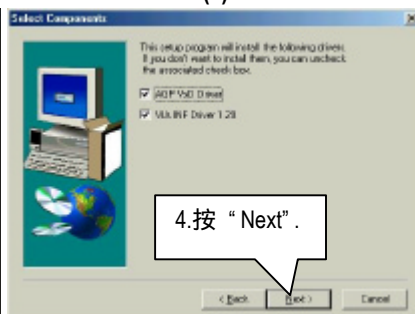 Select Components
This setup program will install the following drivers.
If you don't want to install them, you can uncheck
the associated check box.
AGP VxD Driver
VIA INF Driver 1.20
4.按 “ Next” .
< Back
Next >
Cancel